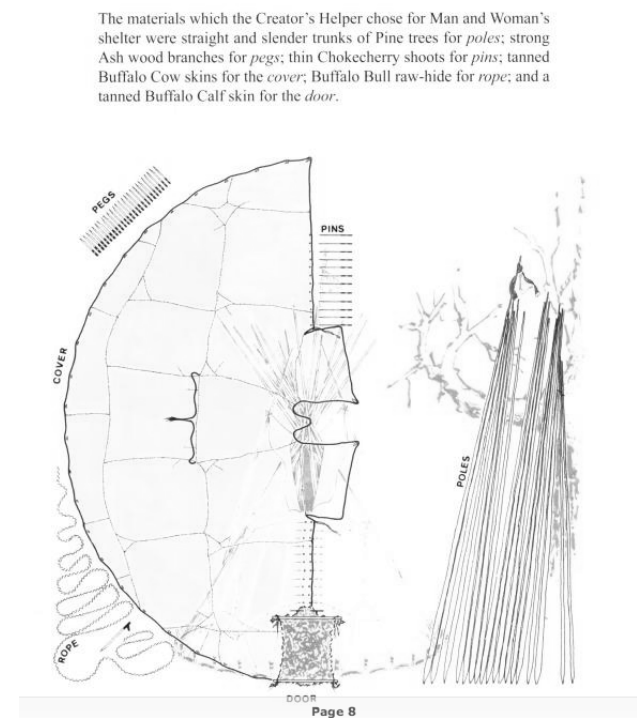 The materials which the Creator’s Helper chose for Man and Woman’s
shelter were straight and slender trunks of Pine trees for poles; strong
Ash wood branches for pegs; thin Chokecherry shoots for pins; tanned
Buffalo Cow skins for the cover; Buffalo Bull raw-hide for rope; and a
tanned Buffalo Calf skin for the door.
PEGS
PINS
COVER
POLES
ROPE
DOOR
Page 8